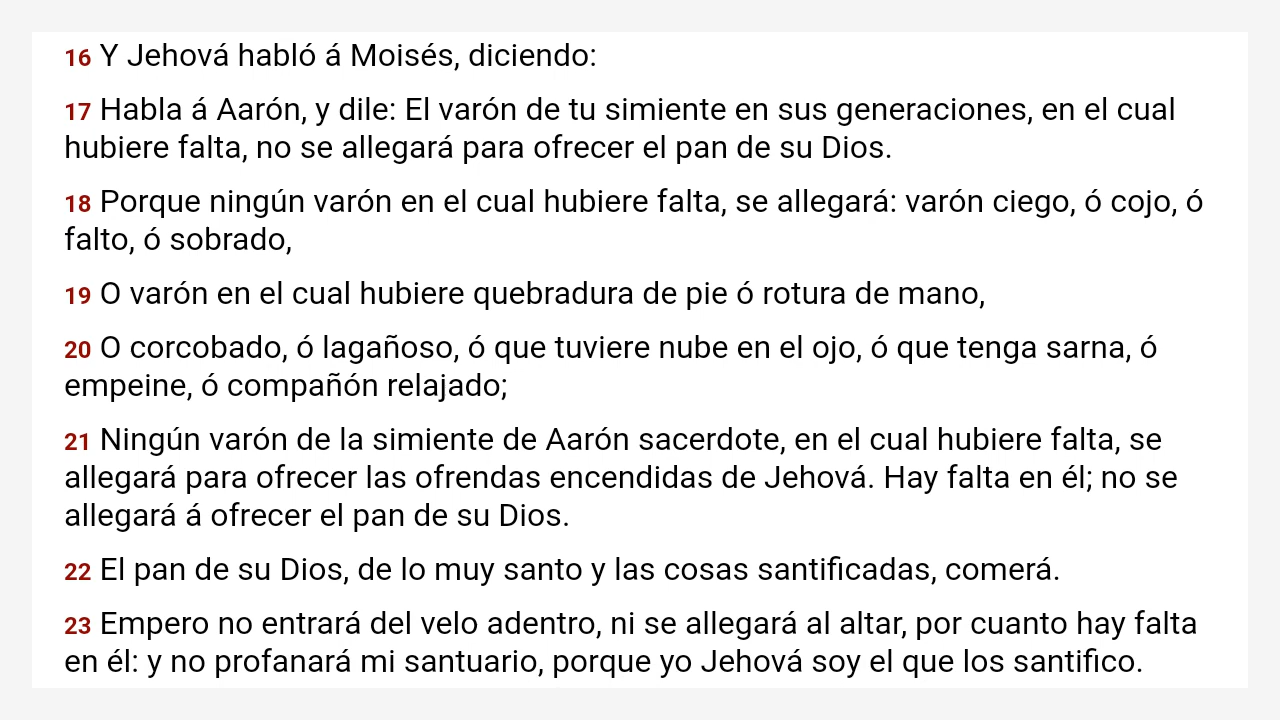 16 Y Jehová habló á Moisés, diciendo:
17 Habla á Aarón, y dile: El varón de tu simiente en sus generaciones, en el cual
hubiere falta, no se allegará para ofrecer el pan de su Dios.
18 Porque ningún varón en el cual hubiere falta, se allegará: varón ciego, ó cojo, ó
falto, ó sobrado,
19 O varón en el cual hubiere quebradura de pie ó rotura de mano,
20 O corcobado, ó lagañoso, ó que tuviere nube en el ojo, ó que tenga sarna, ó
empeine, ó compañón relajado;
21 Ningún varón de la simiente de Aarón sacerdote, en el cual hubiere falta, se
allegará para ofrecer las ofrendas encendidas de Jehová. Hay falta en él; no se
allegará á ofrecer el pan de su Dios.
22 El pan de su Dios, de lo muy santo y las cosas santificadas, comerá.
23 Empero no entrará del velo adentro, ni se allegará al altar, por cuanto hay falta
en él: y no profanará mi santuario, porque yo Jehová soy el que los santifico.